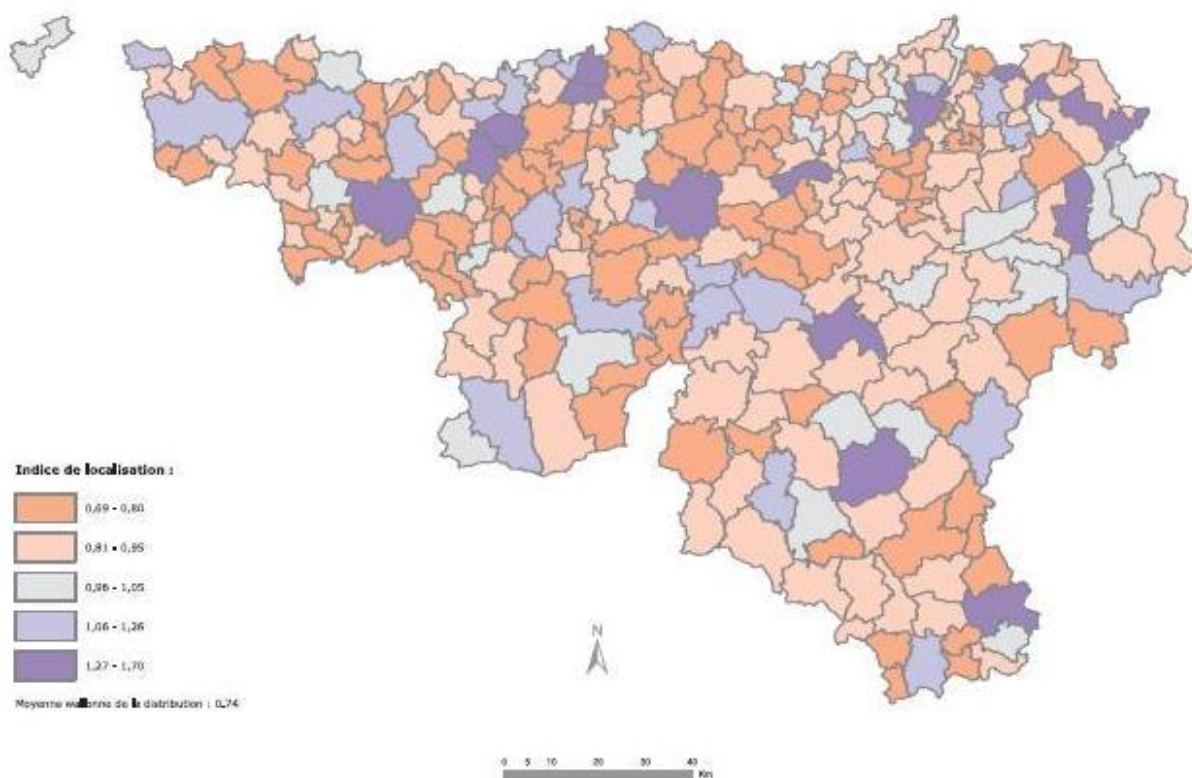 Indice de localisation :
0,69 - 0,80
0,81 - 0,95
0,96 - 1,05
1,06 - 1,26
1,27 - 1,70
Moyenne wallonne de la distribution : 0,74
N
0 5 10 20 30 40
Km